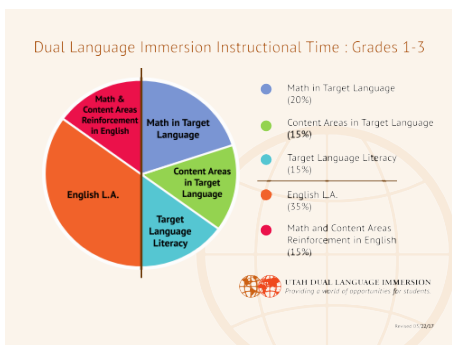 Dual Language Immersion Instructional Time : Grades 1-3
Math &
Content Areas
Reinforcement
in English
Math in Target
Language
Content Areas
in Target
Language
Target
Language
Literacy
English L.A.
Math in Target Language
(20%)
Content Areas in Target Language
(15%)
Target Language Literacy
(15%)
English L.A.
(35%)
Math and Content Areas
Reinforcement in English
(15%)
UTAH DUAL LANGUAGE IMMERSION
Providing a world of opportunities for students.
Revised